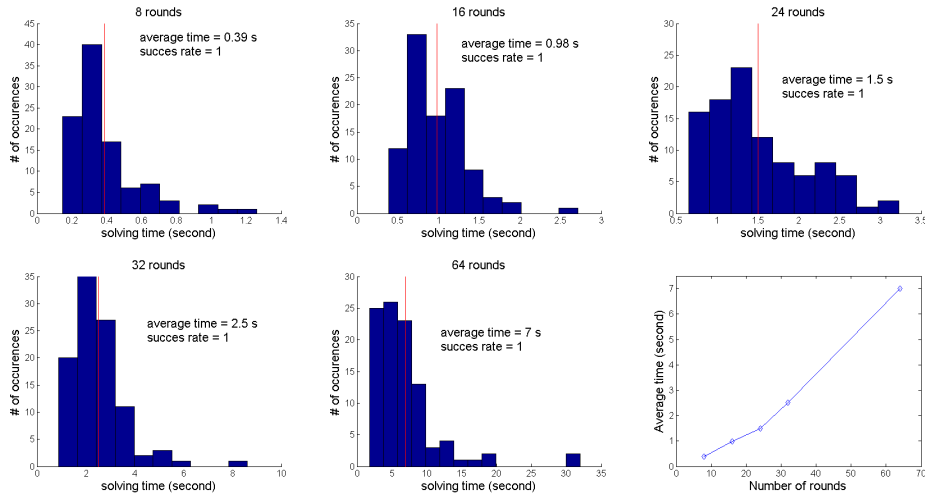 8 rounds
average time = 0.39 s
succes rate = 1
# of occurences
45
40
35
30
25
20
15
10
5
0
0 0.2 0.4 0.6 0.8 1 1.2 1.4
solving time (second)
16 rounds
average time = 0.98 s
succes rate = 1
# of occurences
35
30
25
20
15
10
5
0
0 0.5 1 1.5 2 2.5 3
solving time (second)
24 rounds
average time = 1.5 s
succes rate = 1
# of occurences
30
25
20
15
10
5
0
0.5 1 1.5 2 2.5 3 3.5
solving time (second)
32 rounds
average time = 2.5 s
succes rate = 1
# of occurences
35
30
25
20
15
10
5
0
0 2 4 6 8 10
solving time (second)
64 rounds
average time = 7 s
succes rate = 1
# of occurences
30
25
20
15
10
5
0
0 5 10 15 20 25 30 35
solving time (second)
Average time (second)
7
6
5
4
3
2
1
0
0 10 20 30 40 50 60 70
Number of rounds